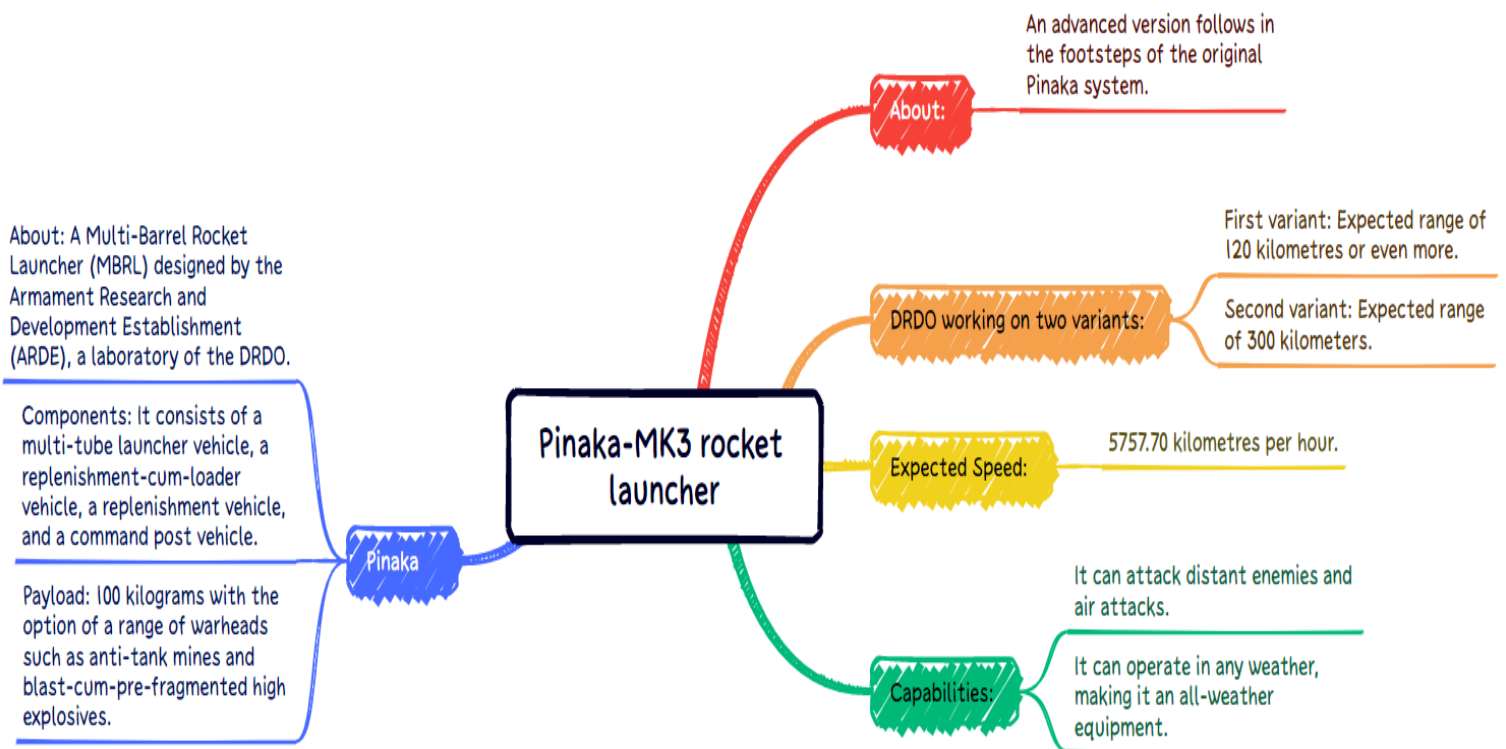 Pinaka-MK3 rocket
launcher
About:
An advanced version follows in
the footsteps of the original
Pinaka system.
DRDO working on two variants:
First variant: Expected range of
120 kilometres or even more.
Second variant: Expected range
of 300 kilometers.
Expected Speed:
5757.70 kilometres per hour.
Capabilities:
It can attack distant enemies and
air attacks.
It can operate in any weather,
making it an all-weather
equipment.
Pinaka
About: A Multi-Barrel Rocket
Launcher (MBRL) designed by the
Armament Research and
Development Establishment
(ARDE), a laboratory of the DRDO.
Components: It consists of a
multi-tube launcher vehicle, a
replenishment-cum-loader
vehicle, a replenishment vehicle,
and a command post vehicle.
Payload: 100 kilograms with the
option of a range of warheads
such as anti-tank mines and
blast-cum-pre-fragmented high
explosives.